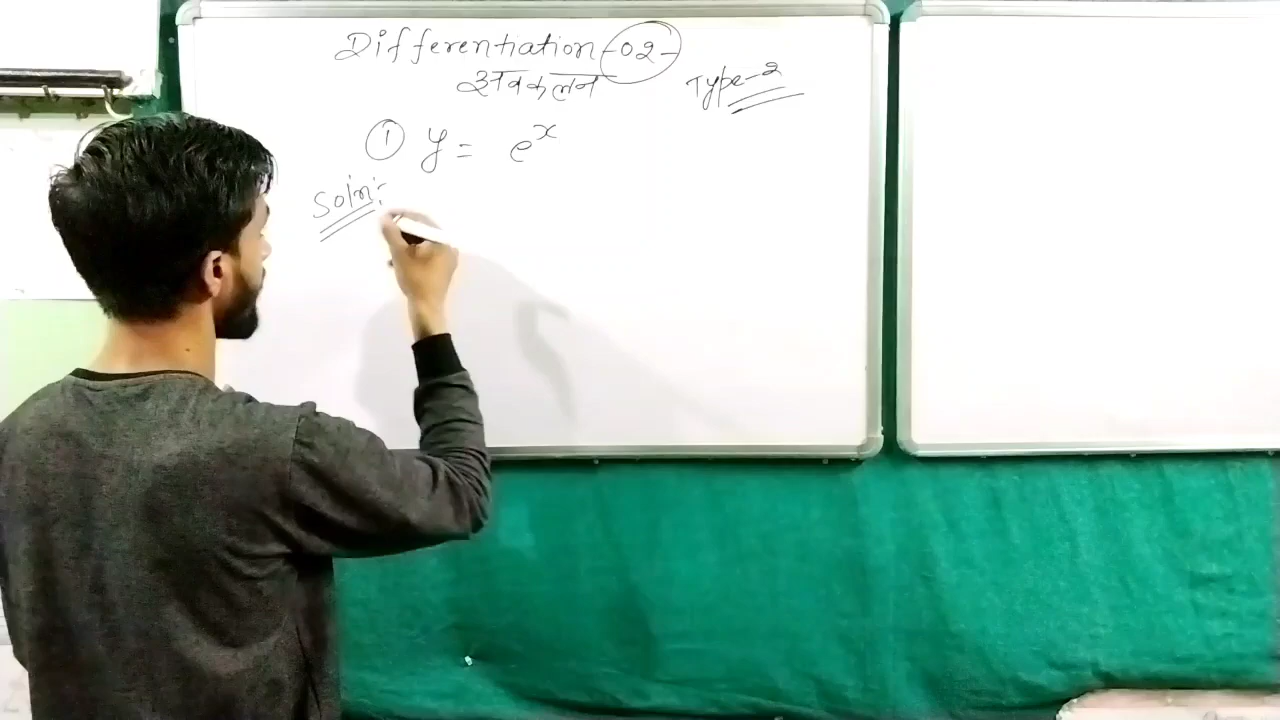 Differentiation-02-
अवकलन
Type-2
① y = e^x
Soln:-